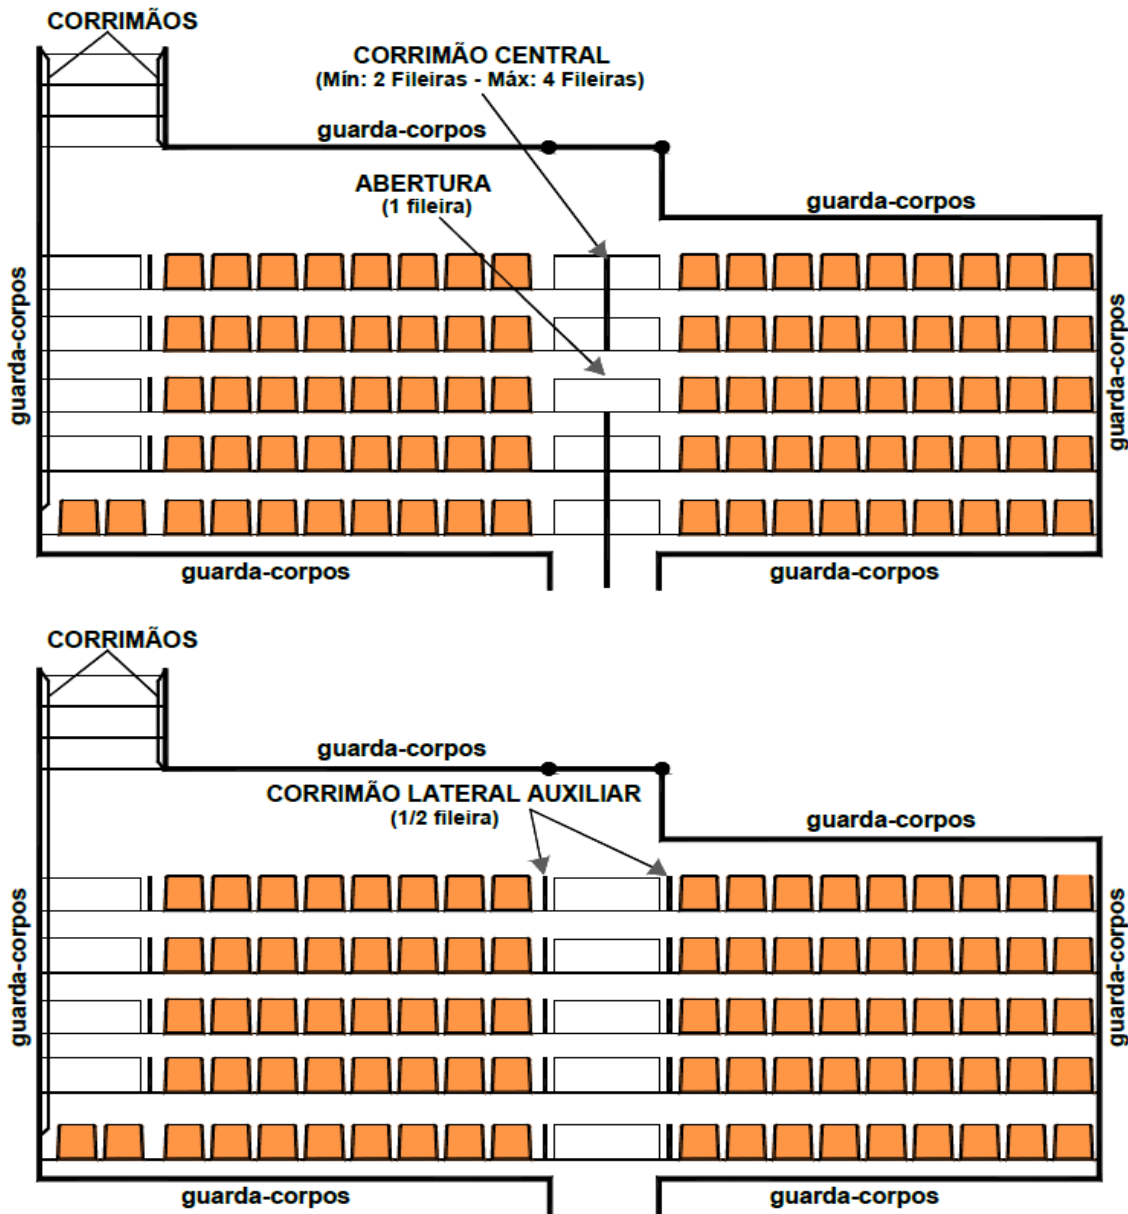 CORRIMÃOS
CORRIMÃO CENTRAL
(Mín: 2 Fileiras - Máx: 4 Fileiras)
guarda-corpos
ABERTURA
(1 fileira)
guarda-corpos
guarda-corpos
guarda-corpos
guarda-corpos
guarda-corpos
CORRIMÃOS
guarda-corpos
CORRIMÃO LATERAL AUXILIAR
(1/2 fileira)
guarda-corpos
guarda-corpos
guarda-corpos
guarda-corpos
guarda-corpos